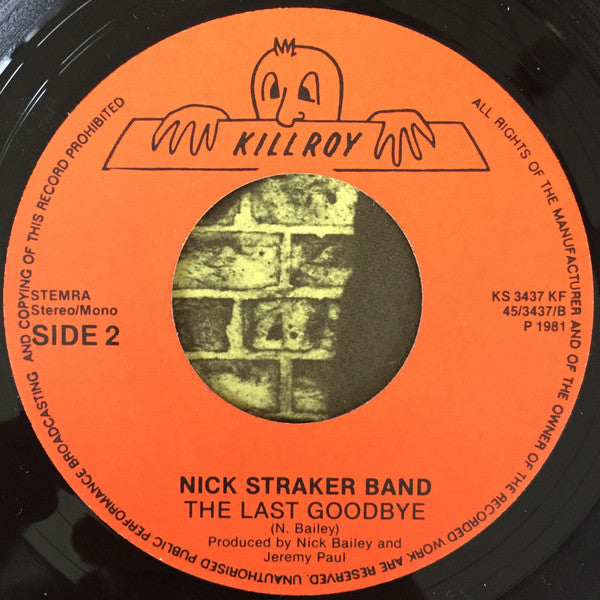 KILLROY
ALL RIGHTS OF THE MANUFACTURER AND OF THE OWNER OF THE RECORDED WORK ARE RESERVED. UNAUTHORISED PUBLIC PERFORMANCE BROADCASTING AND COPYING OF THIS RECORD PROHIBITED
STEMRA
Stereo/Mono
SIDE 2
KS 3437 KF
45/3437/B
P 1981
NICK STRAKER BAND
THE LAST GOODBYE
(N. Bailey)
Produced by Nick Bailey and
Jeremy Paul